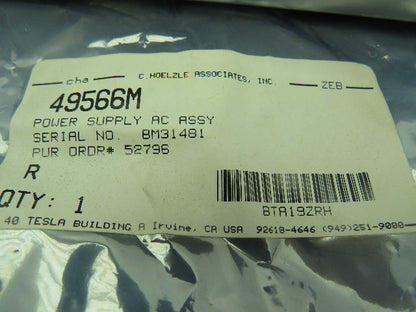 cha C.HOELZLE ASSOCIATES, INC. ZEB
49566M
POWER SUPPLY AC ASSY
SERIAL NO. BM31481
PUR ORDR# 52796
R
QTY: 1
BTA19ZRH
40 TESLA BUILDING A Irvine, CA USA 92618-4646 (949)251-9000